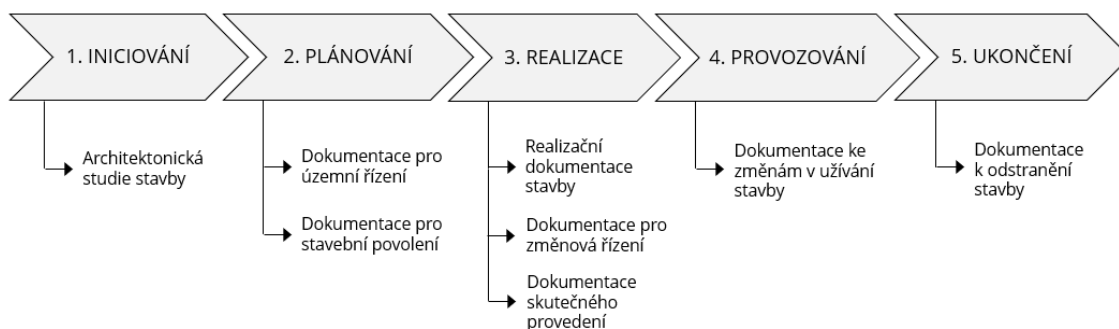 1. INICIOVÁNÍ
2. PLÁNOVÁNÍ
3. REALIZACE
4. PROVOZOVÁNÍ
5. UKONČENÍ
Architektonická
studie stavby
Dokumentace pro
územní řízení
Dokumentace pro
stavební povolení
Realizační
dokumentace
stavby
Dokumentace pro
změnová řízení
Dokumentace
skutečného
provedení
Dokumentace ke
změnám v užívání
stavby
Dokumentace
k odstranění
stavby